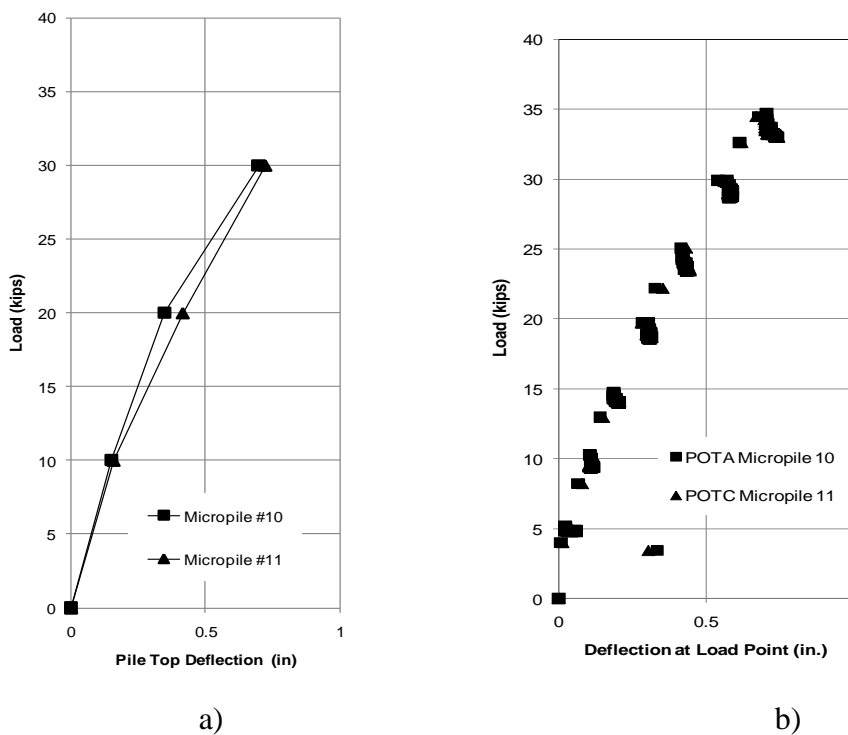 40
35
30
25
20
15
10
5
0
Load (kips)
Micropile #10
Micropile #11
0 0.5 1
Pile Top Deflection (in)
a)
40
35
30
25
20
15
10
5
0
Load (kips)
POTA Micropile 10
POTC Micropile 11
0 0.5
Deflection at Load Point (in.)
b)